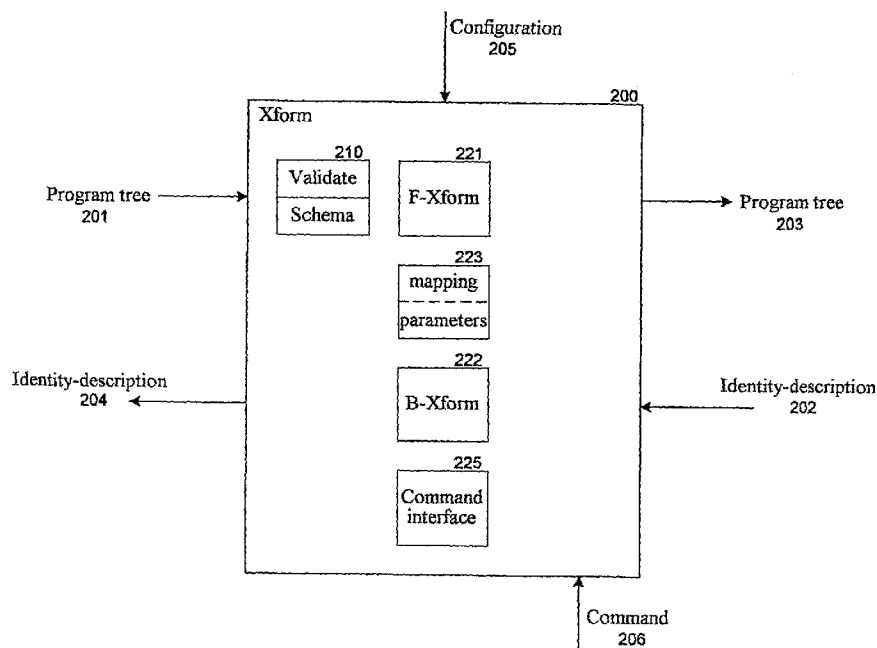 Configuration
205
200
Xform
210
Validate
Schema
221
F-Xform
Program tree
201
Program tree
203
223
mapping
parameters
222
B-Xform
Identity-description
204
Identity-description
202
225
Command
interface
Command
206